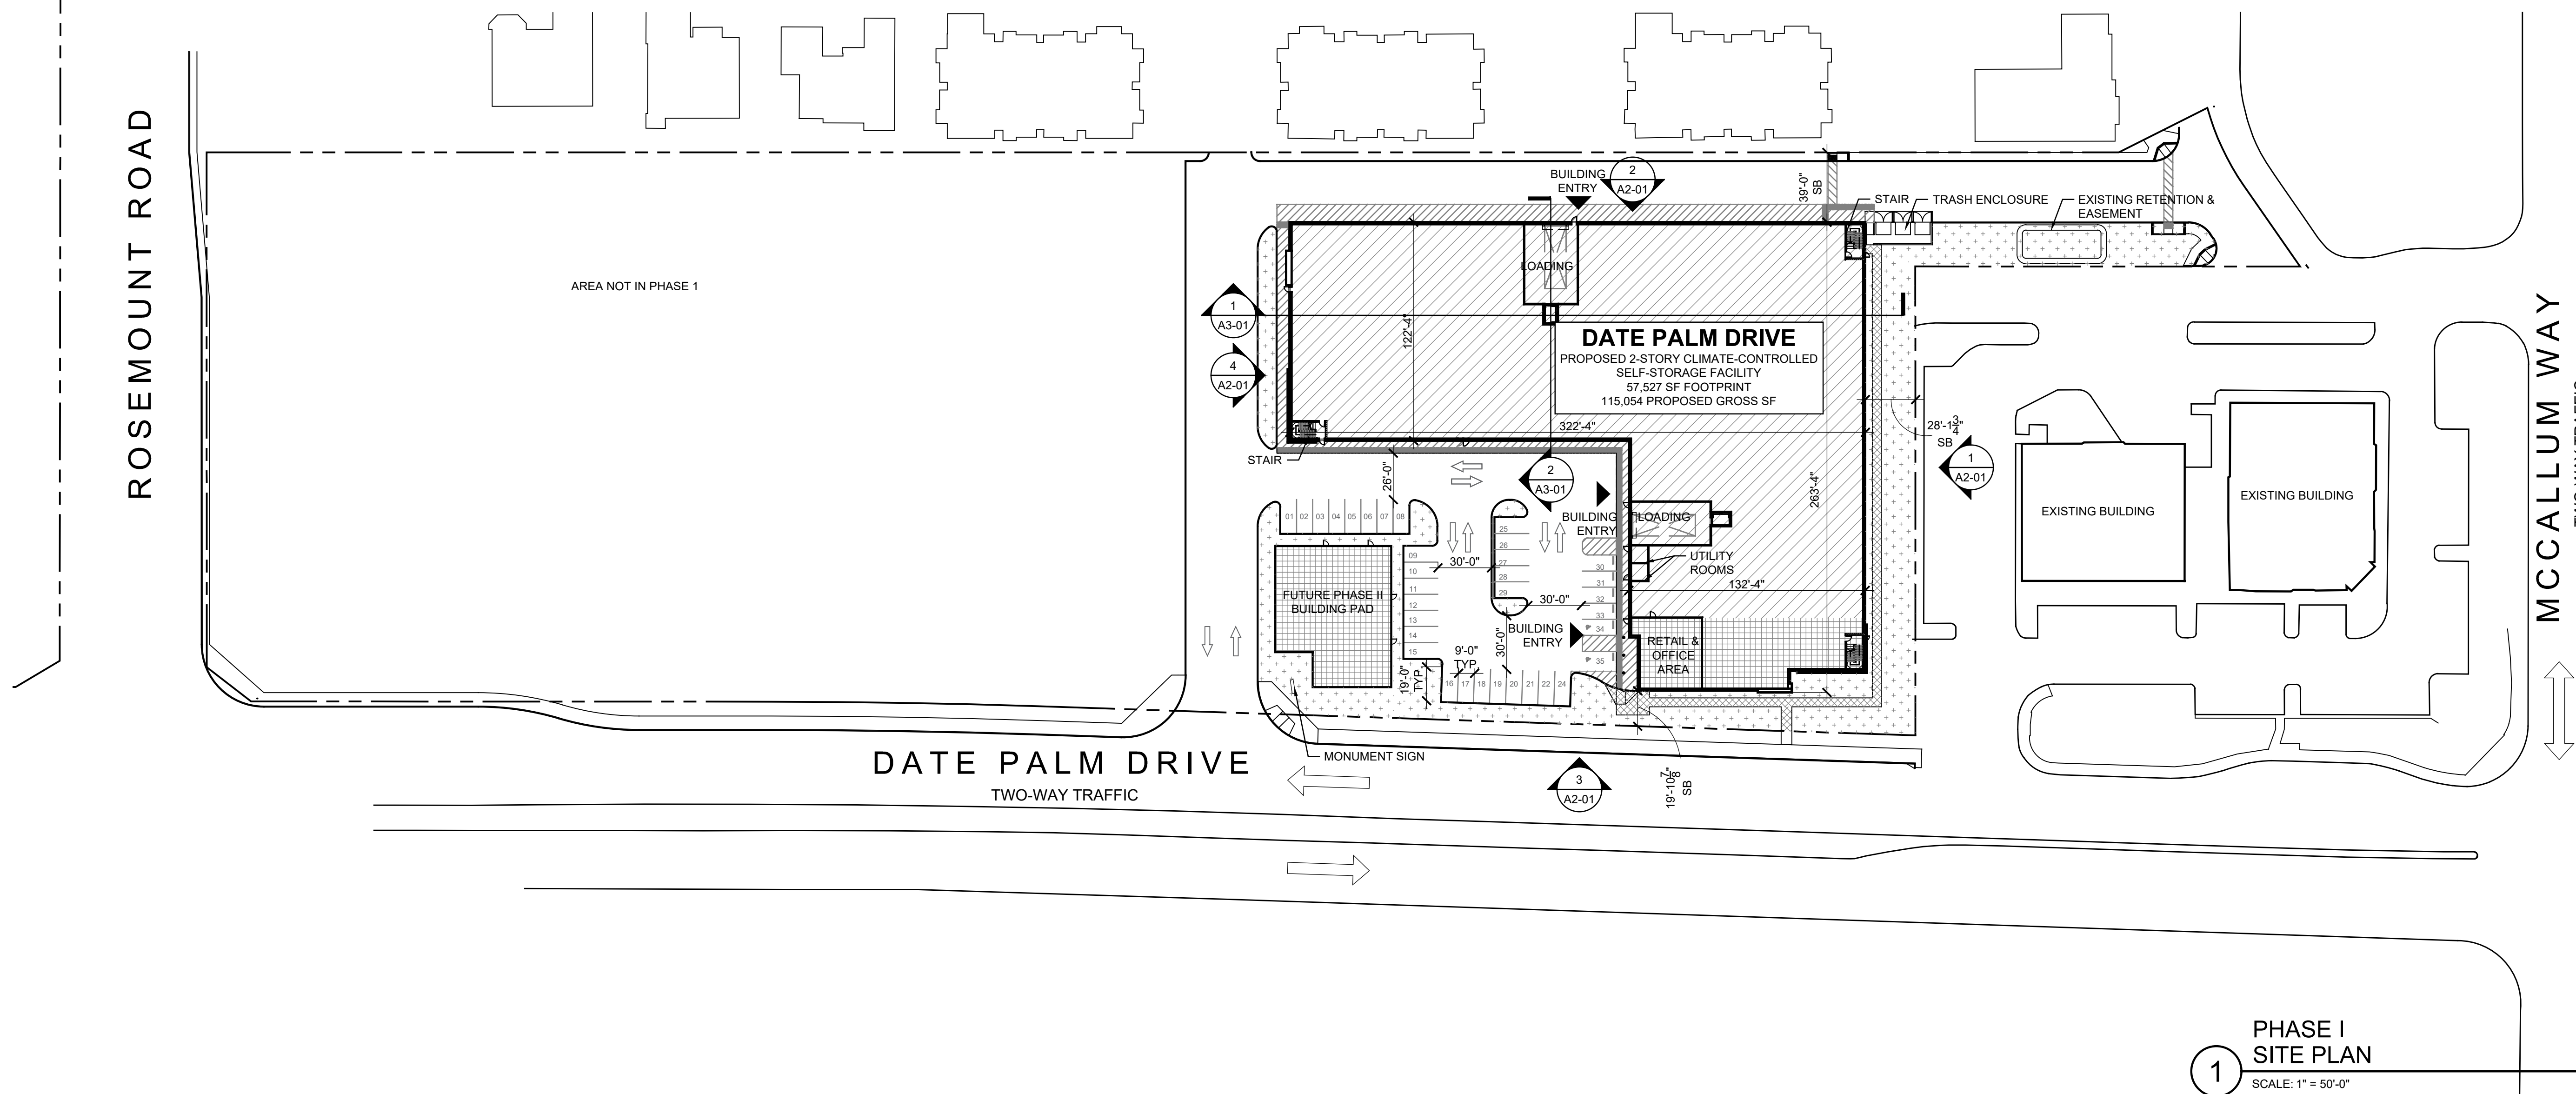 ROSEMOUNT ROAD
AREA NOT IN PHASE 1
BUILDING
ENTRY
2
A2-01
39'-0"
SB
STAIR
TRASH ENCLOSURE
EXISTING RETENTION &
EASEMENT
LOADING
1
A3-01
4
A2-01
122'-4"
DATE PALM DRIVE
PROPOSED 2-STORY CLIMATE-CONTROLLED
SELF-STORAGE FACILITY
57,527 SF FOOTPRINT
115,054 PROPOSED GROSS SF
322'-4"
28'-1 3/4"
SB
1
A2-01
STAIR
26'-0"
2
A3-01
263'-4"
BUILDING
ENTRY
LOADING
UTILITY
ROOMS
132'-4"
01 02 03 04 05 06 07 08
09
10
11
12
13
14
15
25
26
27
28
29
30'-0"
30'-0"
30'-0"
30
31
32
33
34
35
FUTURE PHASE II
BUILDING PAD
BUILDING
ENTRY
RETAIL &
OFFICE
AREA
9'-0"
TYP.
19'-0"
TYP.
16 17 18 19 20 21 22 24
EXISTING BUILDING
EXISTING BUILDING
MCCALLUM WAY
MONUMENT SIGN
19'-10 7/8"
SB
3
A2-01
DATE PALM DRIVE
TWO-WAY TRAFFIC
1
PHASE I
SITE PLAN
SCALE: 1" = 50'-0"